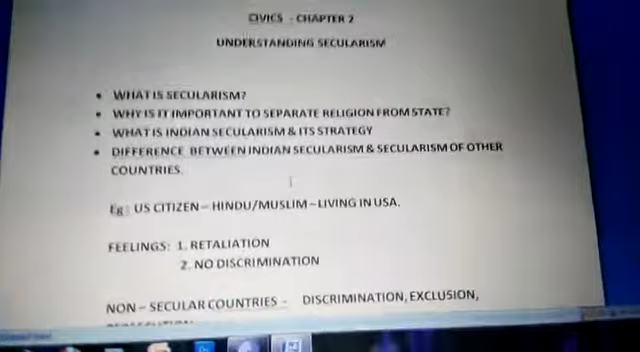 CIVICS - CHAPTER 2
UNDERSTANDING SECULARISM
• WHAT IS SECULARISM?
• WHY IS IT IMPORTANT TO SEPARATE RELIGION FROM STATE?
• WHAT IS INDIAN SECULARISM & ITS STRATEGY
• DIFFERENCE BETWEEN INDIAN SECULARISM & SECULARISM OF OTHER
COUNTRIES.
Eg: US CITIZEN – HINDU/MUSLIM – LIVING IN USA.
FEELINGS: 1. RETALIATION
2. NO DISCRIMINATION
NON – SECULAR COUNTRIES - DISCRIMINATION, EXCLUSION,